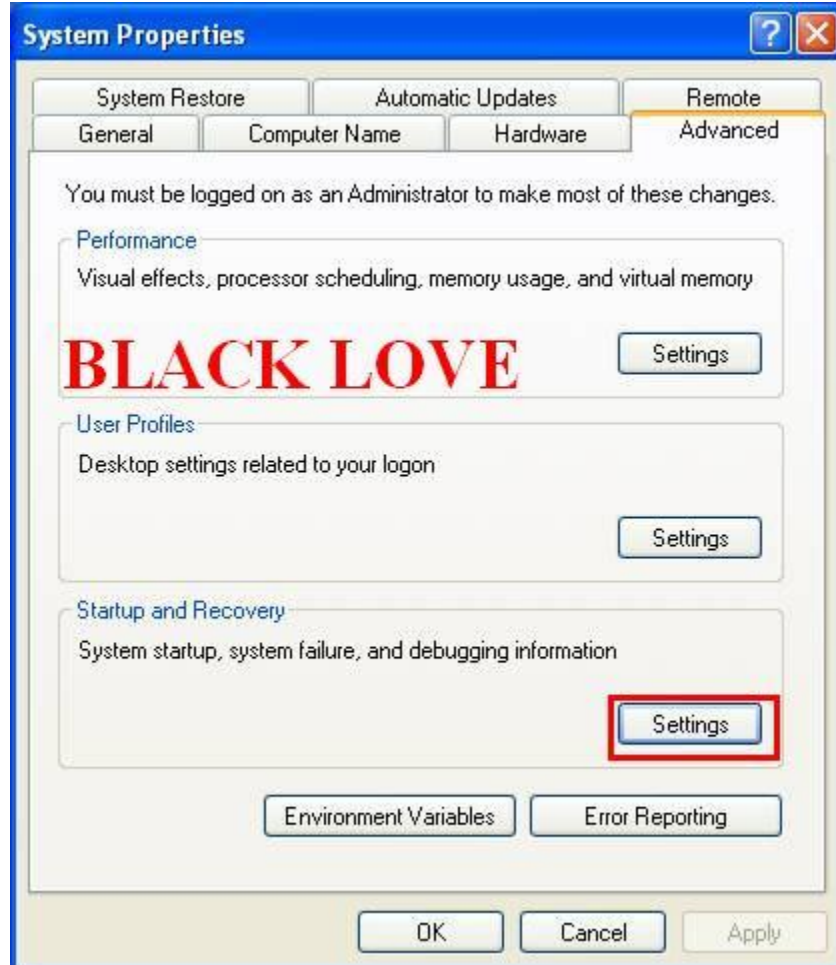 System Properties
System Restore Automatic Updates Remote
General Computer Name Hardware Advanced
You must be logged on as an Administrator to make most of these changes.
Performance
Visual effects, processor scheduling, memory usage, and virtual memory
BLACK LOVE
Settings
User Profiles
Desktop settings related to your logon
Settings
Startup and Recovery
System startup, system failure, and debugging information
Settings
Environment Variables Error Reporting
OK Cancel Apply